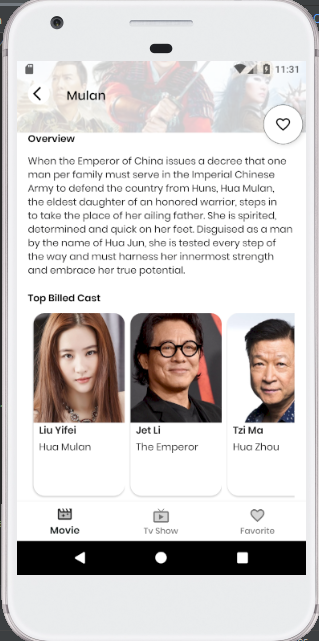 11:31
Mulan
Overview
When the Emperor of China issues a decree that one
man per family must serve in the Imperial Chinese
Army to defend the country from Huns, Hua Mulan,
the eldest daughter of an honored warrior, steps in
to take the place of her ailing father. She is spirited,
determined and quick on her feet. Disguised as a man
by the name of Hua Jun, she is tested every step of
the way and must harness her innermost strength
and embrace her true potential.
Top Billed Cast
Liu Yifei
Jet Li
Tzi Ma
Hua Mulan
The Emperor
Hua Zhou
Movie
Tv Show
Favorite